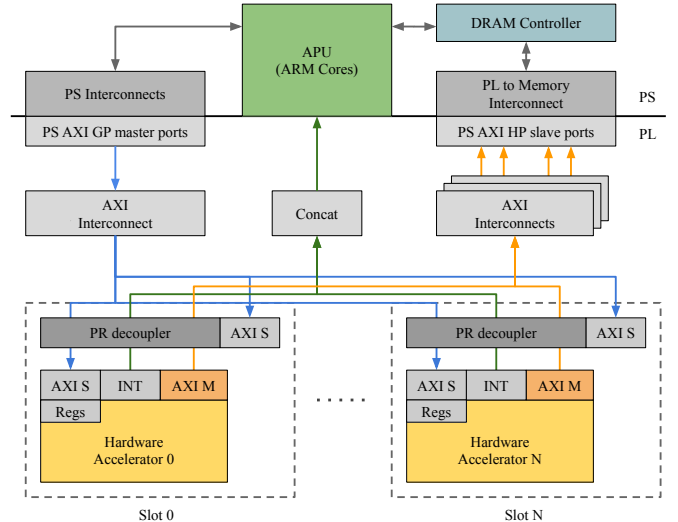 APU
(ARM Cores)
DRAM Controller
PS Interconnects
PL to Memory
Interconnect
PS
PS AXI GP master ports
PS AXI HP slave ports
PL
AXI
Interconnect
Concat
AXI
Interconnects
PR decoupler
AXI S
PR decoupler
AXI S
AXI S
INT
AXI M
AXI S
INT
AXI M
Regs
Regs
Hardware
Accelerator 0
Hardware
Accelerator N
Slot 0
Slot N